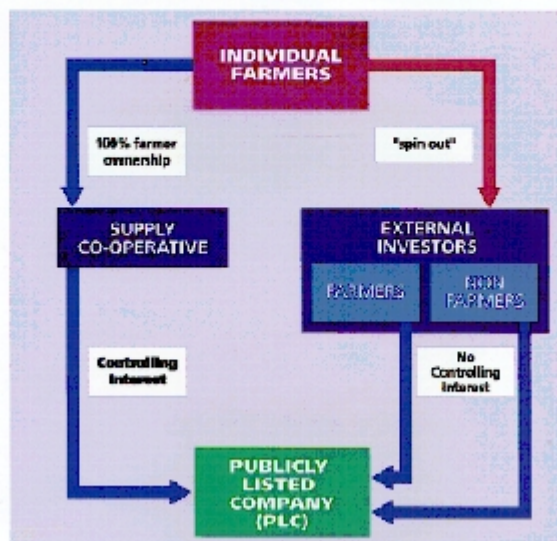 INDIVIDUAL
FARMERS
100% farmer
ownership
"spin out"
SUPPLY
CO-OPERATIVE
EXTERNAL
INVESTORS
FARMERS
NON
FARMERS
Controlling
Interest
No
Controlling
Interest
PUBLICLY
LISTED
COMPANY
(PLC)